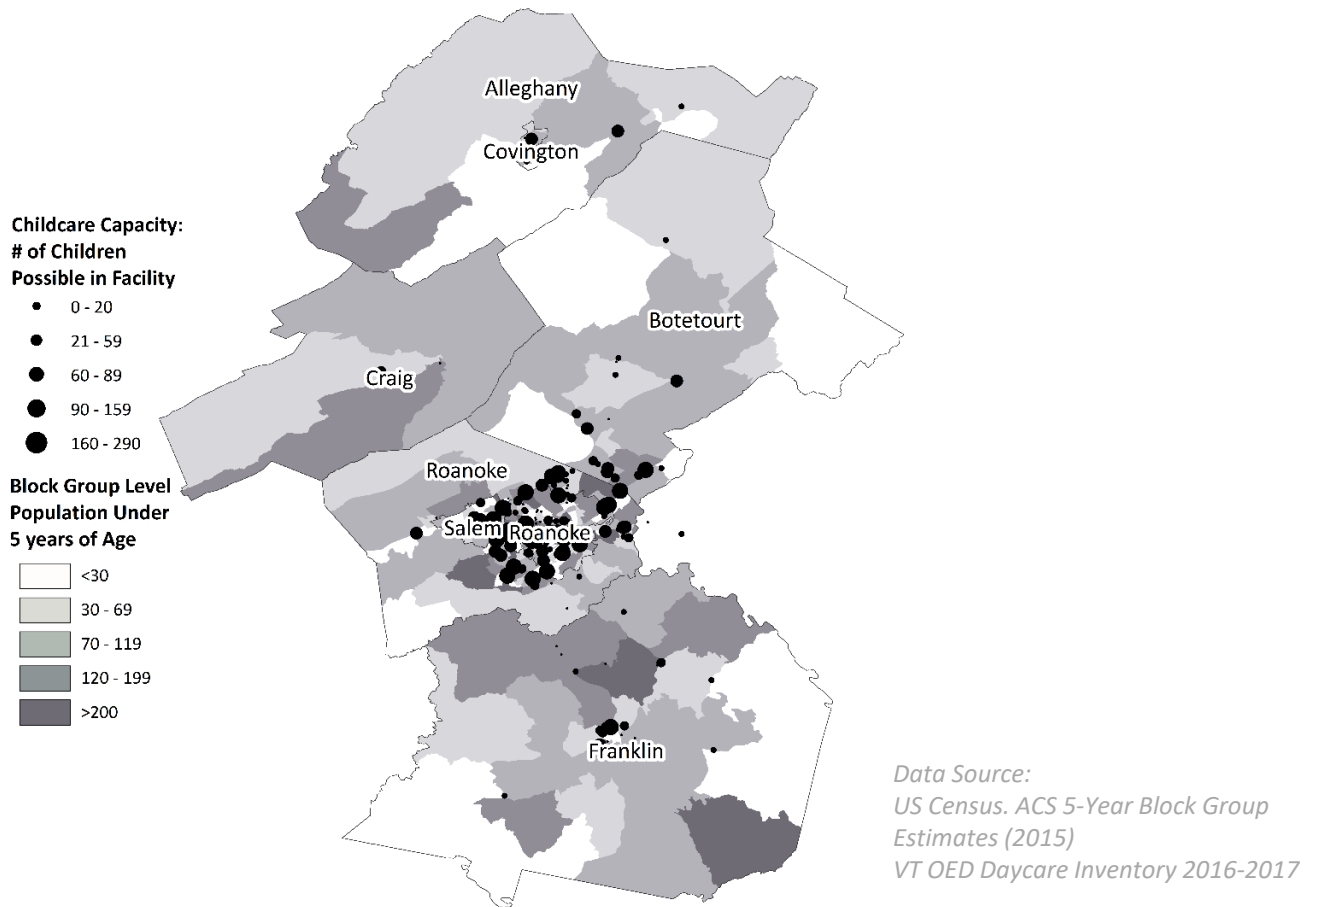 Alleghany
Covington
Childcare Capacity:
# of Children
Possible in Facility
0 - 20
21 - 59
60 - 89
90 - 159
160 - 290
Botetourt
Craig
Block Group Level
Population Under
5 years of Age
<30
30 - 69
70 - 119
120 - 199
>200
Roanoke
Salem
Roanoke
Franklin
Data Source:
US Census. ACS 5-Year Block Group
Estimates (2015)
VT OED Daycare Inventory 2016-2017